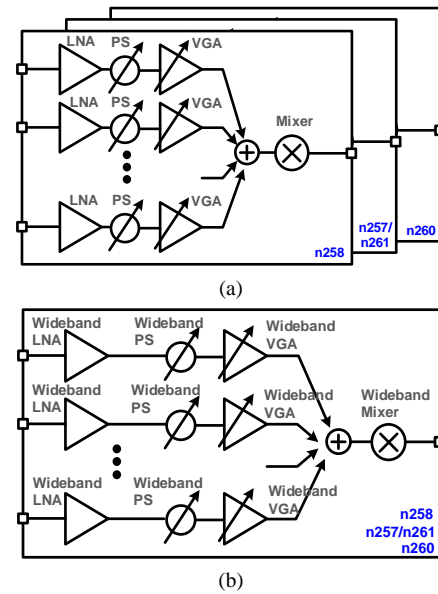 LNA PS VGA
LNA PS VGA
Mixer
LNA PS VGA
n258
n257/
n261
n260
(a)
Wideband LNA
Wideband PS
Wideband VGA
Wideband LNA
Wideband PS
Wideband VGA
Wideband Mixer
Wideband LNA
Wideband PS
Wideband VGA
n258
n257/n261
n260
(b)